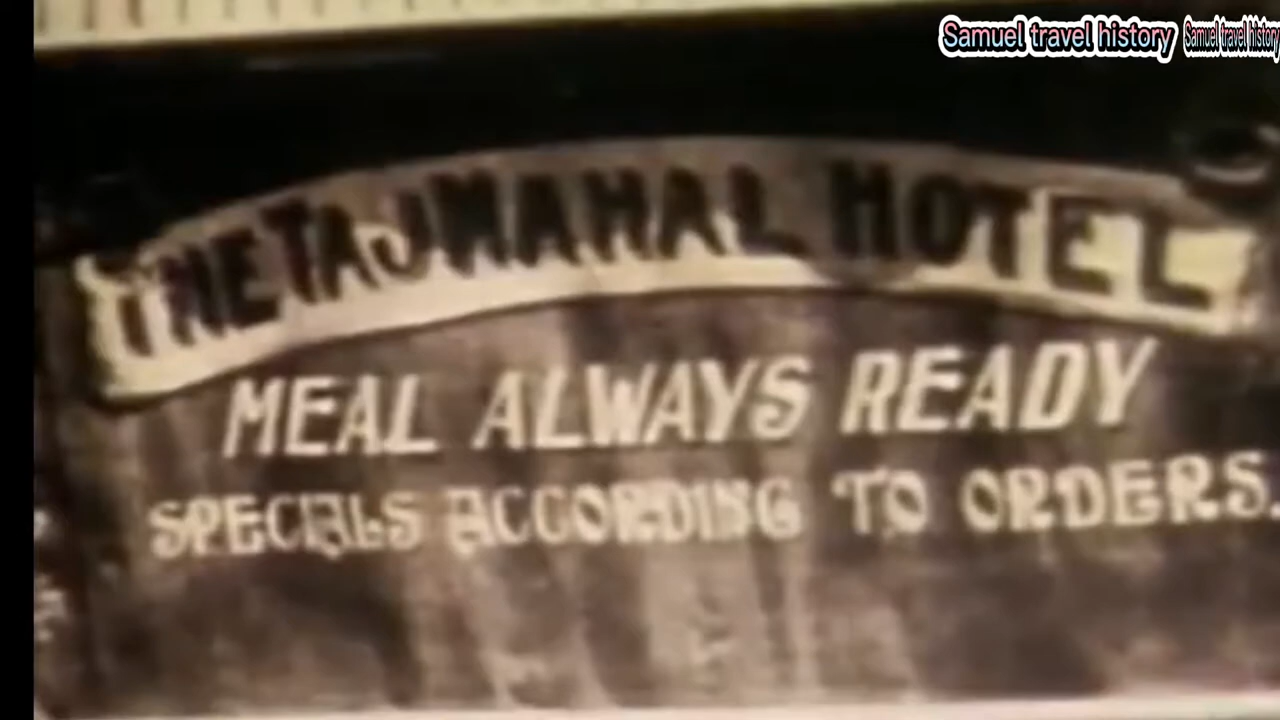 Samuel travel history Samuel travel history
THE TAJMAHAL HOTEL
MEAL ALWAYS READY
SPECIALS ACCORDING TO ORDERS.